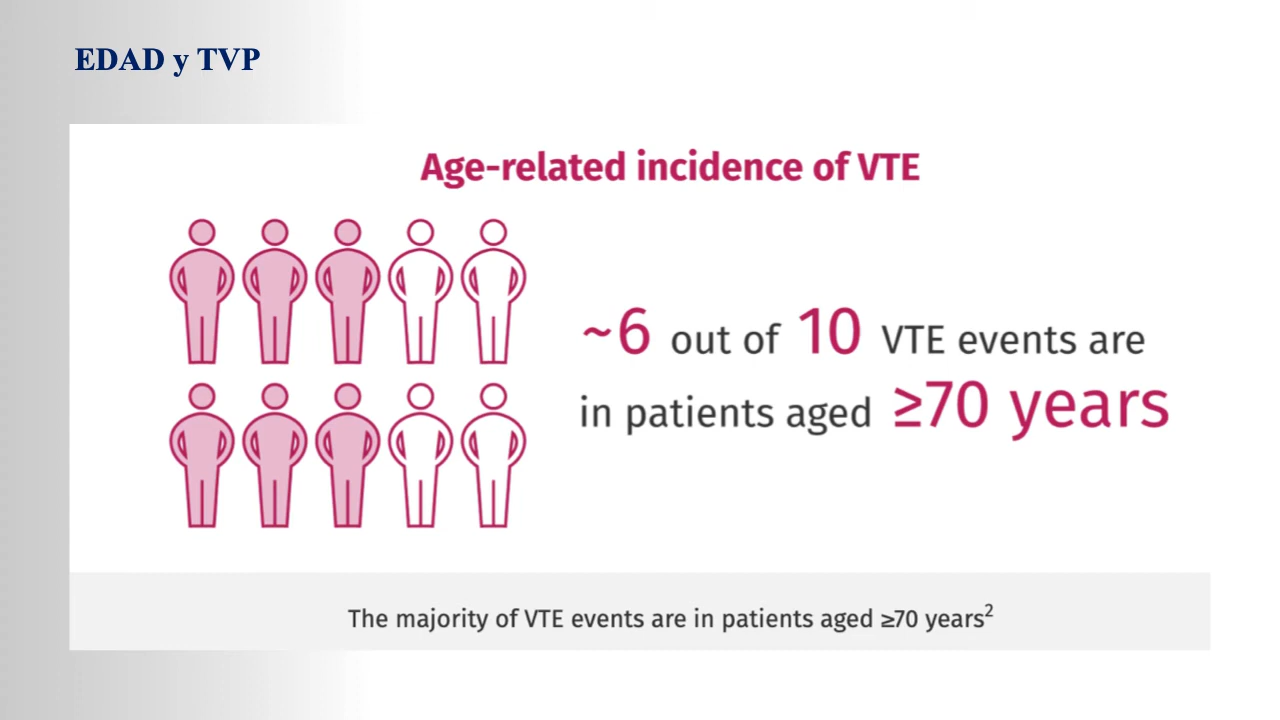 EDAD y TVP
Age-related incidence of VTE
~6 out of 10 VTE events are
in patients aged ≥70 years
The majority of VTE events are in patients aged ≥70 years²